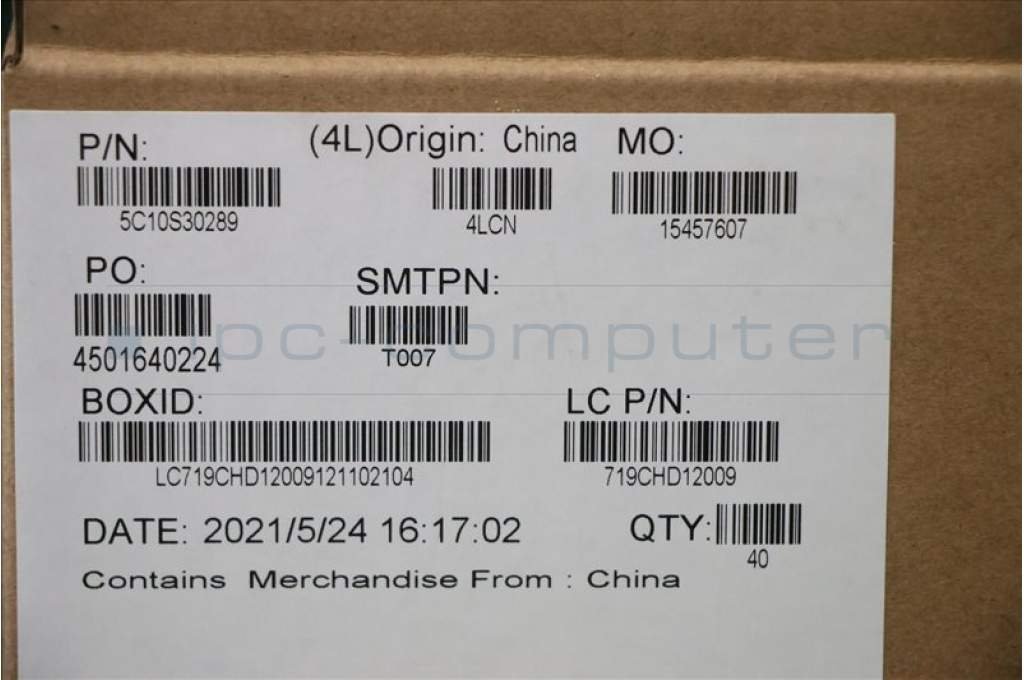 P/N: (4L)Origin: China MO:
5C10S30289 4LCN 15457607
PO: SMTPN:
4501640224 T007
ipc-computer
BOXID: LC P/N:
LC719CHD12009121102104 719CHD12009
DATE: 2021/5/24 16:17:02 QTY:
40
Contains Merchandise From : China